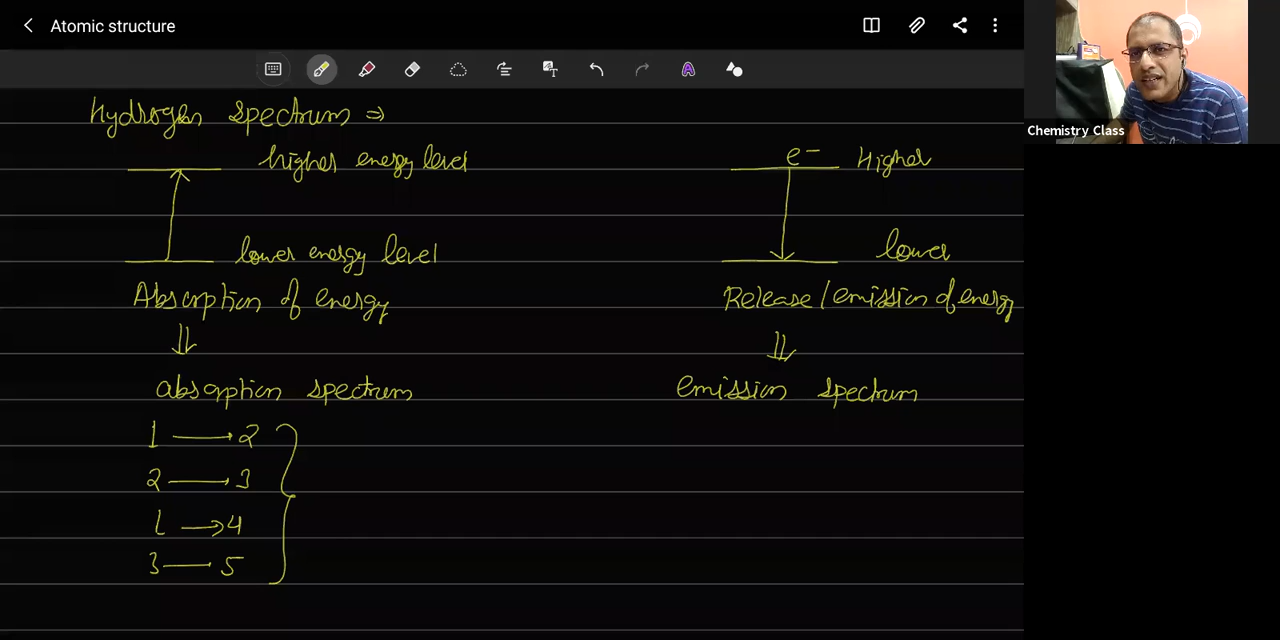 Atomic structure
Chemistry Class
hydrogen spectrum ⇒
higher energy level
e- Higher
lower energy level
lower
Absorption of energy
Release/emission of energy
⇓
⇓
absorption spectrum
emission spectrum
1 → 2
2 → 3
1 → 4
3 — 5